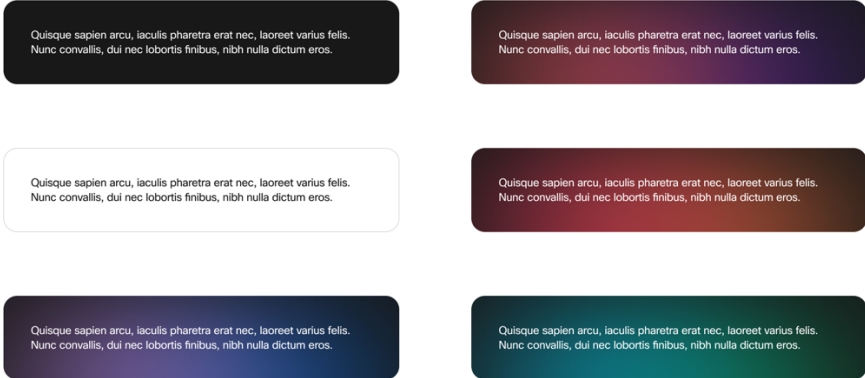 Quisque sapien arcu, iaculis pharetra erat nec, laoreet varius felis.
Nunc convallis, dui nec lobortis finibus, nibh nulla dictum eros.
Quisque sapien arcu, iaculis pharetra erat nec, laoreet varius felis.
Nunc convallis, dui nec lobortis finibus, nibh nulla dictum eros.
Quisque sapien arcu, iaculis pharetra erat nec, laoreet varius felis.
Nunc convallis, dui nec lobortis finibus, nibh nulla dictum eros.
Quisque sapien arcu, iaculis pharetra erat nec, laoreet varius felis.
Nunc convallis, dui nec lobortis finibus, nibh nulla dictum eros.
Quisque sapien arcu, iaculis pharetra erat nec, laoreet varius felis.
Nunc convallis, dui nec lobortis finibus, nibh nulla dictum eros.
Quisque sapien arcu, iaculis pharetra erat nec, laoreet varius felis.
Nunc convallis, dui nec lobortis finibus, nibh nulla dictum eros.